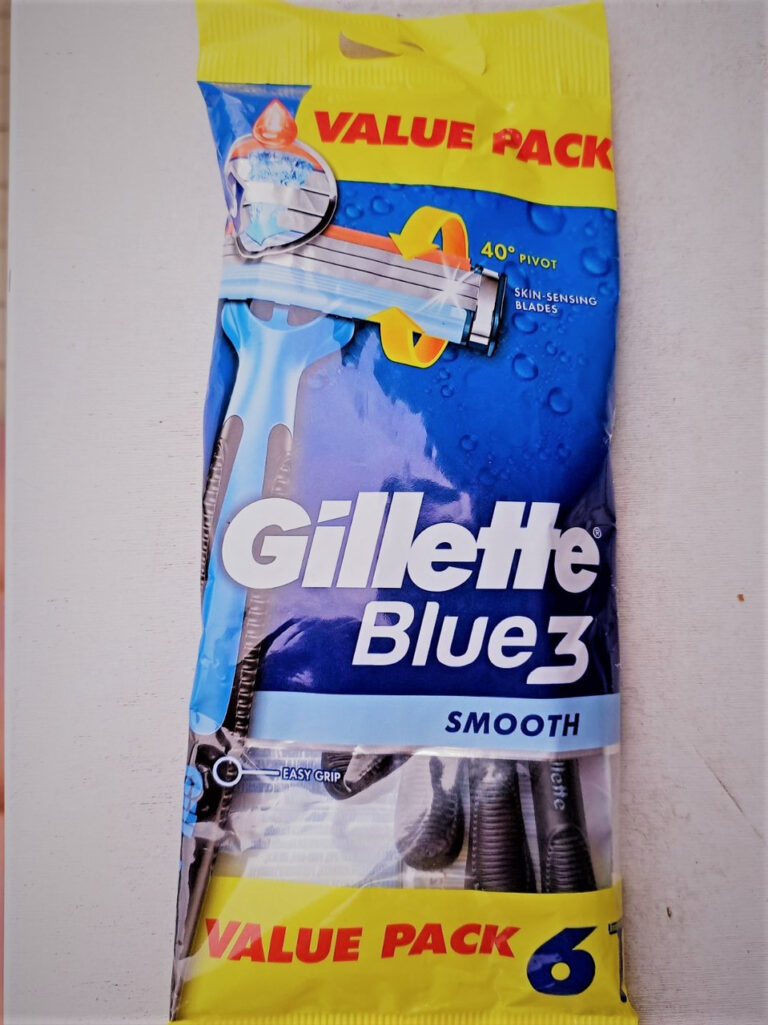 VALUE PACK
40° PIVOT
SKIN-SENSING
BLADES
Gillette®
Blue3
SMOOTH
EASY GRIP
VALUE PACK 6